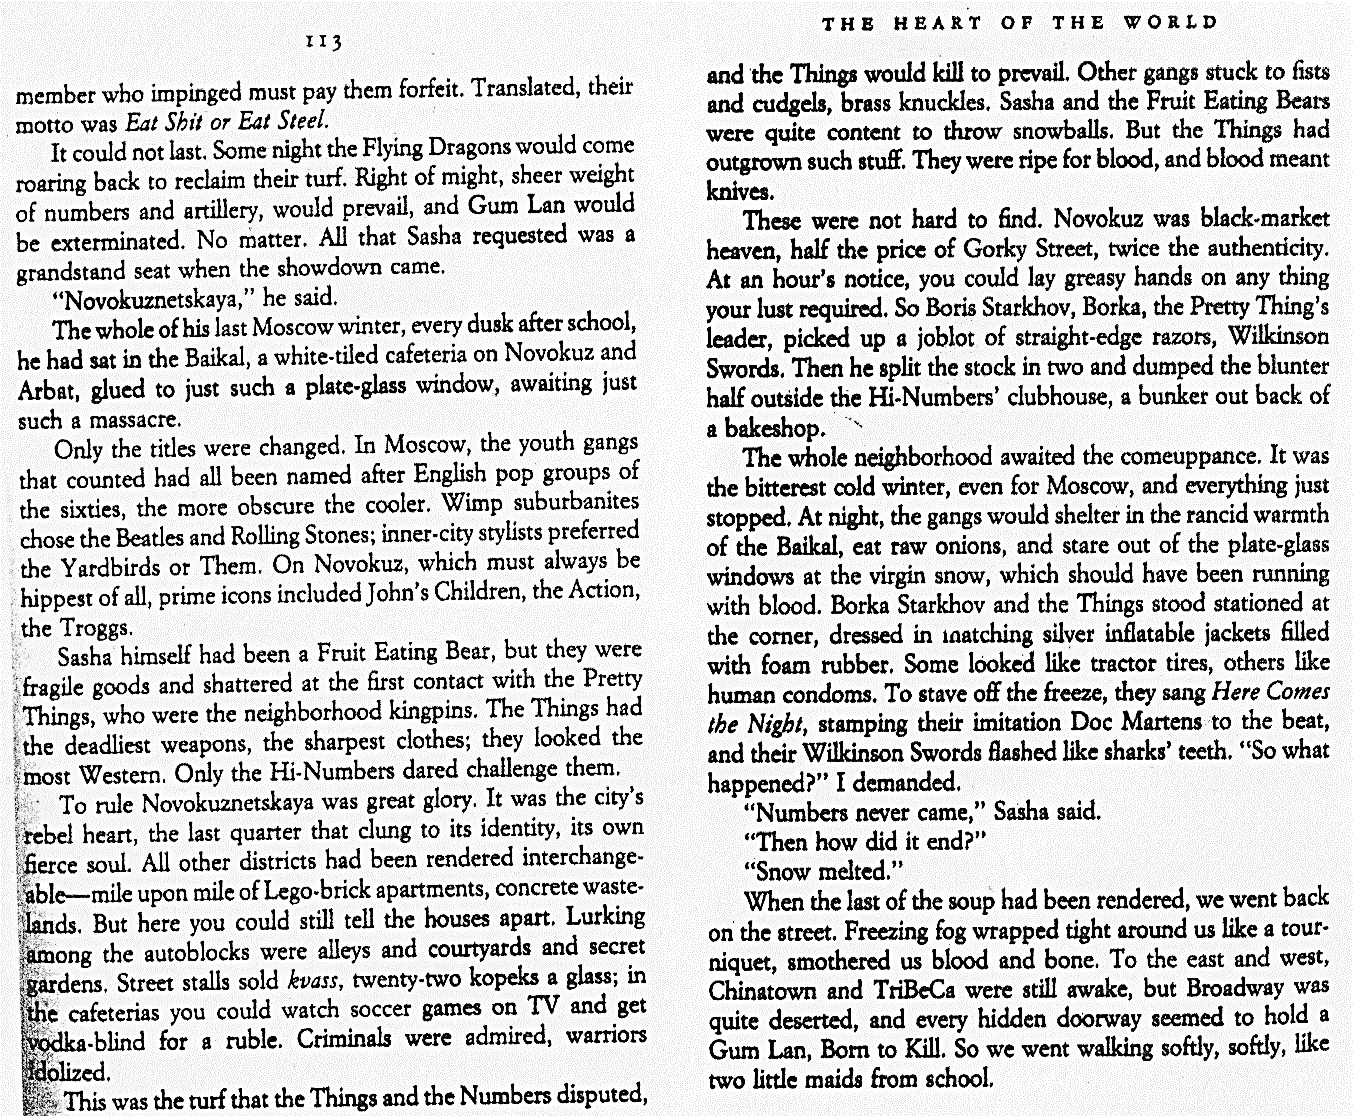 113
member who impinged must pay them forfeit. Translated, their
motto was Eat Shit or Eat Steel.
It could not last. Some night the Flying Dragons would come
roaring back to reclaim their turf. Right of might, sheer weight
of numbers and artillery, would prevail, and Gum Lan would
be exterminated. No matter. All that Sasha requested was a
grandstand seat when the showdown came.
"Novokuznetskaya," he said.
The whole of his last Moscow winter, every dusk after school,
he had sat in the Baikal, a white-tiled cafeteria on Novokuz and
Arbat, glued to just such a plate-glass window, awaiting just
such a massacre.
Only the titles were changed. In Moscow, the youth gangs
that counted had all been named after English pop groups of
the sixties, the more obscure the cooler. Wimp suburbanites
chose the Beatles and Rolling Stones; inner-city stylists preferred
the Yardbirds or Them. On Novokuz, which must always be
hippest of all, prime icons included John's Children, the Action,
the Troggs.
Sasha himself had been a Fruit Eating Bear, but they were
fragile goods and shattered at the first contact with the Pretty
Things, who were the neighborhood kingpins. The Things had
the deadliest weapons, the sharpest clothes; they looked the
most Western. Only the Hi-Numbers dared challenge them.
To rule Novokuznetskaya was great glory. It was the city's
rebel heart, the last quarter that clung to its identity, its own
fierce soul. All other districts had been rendered interchange-
able—mile upon mile of Lego-brick apartments, concrete waste-
lands. But here you could still tell the houses apart. Lurking
among the autoblocks were alleys and courtyards and secret
gardens. Street stalls sold kvass, twenty-two kopeks a glass; in
the cafeterias you could watch soccer games on TV and get
vodka-blind for a ruble. Criminals were admired, warriors
idolized.
This was the turf that the Things and the Numbers disputed,
THE HEART OF THE WORLD
and the Things would kill to prevail. Other gangs stuck to fists
and cudgels, brass knuckles. Sasha and the Fruit Eating Bears
were quite content to throw snowballs. But the Things had
outgrown such stuff. They were ripe for blood, and blood meant
knives.
These were not hard to find. Novokuz was black-market
heaven, half the price of Gorky Street, twice the authenticity.
At an hour's notice, you could lay greasy hands on any thing
your lust required. So Boris Starkhov, Borka, the Pretty Thing's
leader, picked up a joblot of straight-edge razors, Wilkinson
Swords. Then he split the stock in two and dumped the blunter
half outside the Hi-Numbers' clubhouse, a bunker out back of
a bakeshop.
The whole neighborhood awaited the comeuppance. It was
the bitterest cold winter, even for Moscow, and everything just
stopped. At night, the gangs would shelter in the rancid warmth
of the Baikal, eat raw onions, and stare out of the plate-glass
windows at the virgin snow, which should have been running
with blood. Borka Starkhov and the Things stood stationed at
the corner, dressed in matching silver inflatable jackets filled
with foam rubber. Some looked like tractor tires, others like
human condoms. To stave off the freeze, they sang Here Comes
the Night, stamping their imitation Doc Martens to the beat,
and their Wilkinson Swords flashed like sharks' teeth. "So what
happened?" I demanded.
"Numbers never came," Sasha said.
"Then how did it end?"
"Snow melted."
When the last of the soup had been rendered, we went back
on the street. Freezing fog wrapped tight around us like a tour-
niquet, smothered us blood and bone. To the east and west,
Chinatown and TriBeCa were still awake, but Broadway was
quite deserted, and every hidden doorway seemed to hold a
Gum Lan, Born to Kill. So we went walking softly, softly, like
two little maids from school.